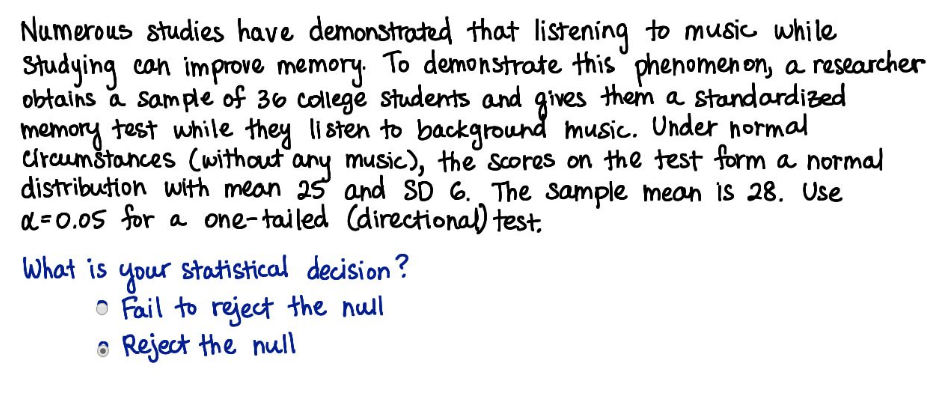 Numerous studies have demonstrated that listening to music while
studying can improve memory. To demonstrate this phenomenon, a researcher
obtains a sample of 36 college students and gives them a standardized
memory test while they listen to background music. Under normal
circumstances (without any music), the scores on the test form a normal
distribution with mean 25 and SD 6. The sample mean is 28. Use
α=0.05 for a one-tailed (directional) test.
What is your statistical decision?
Fail to reject the null
Reject the null